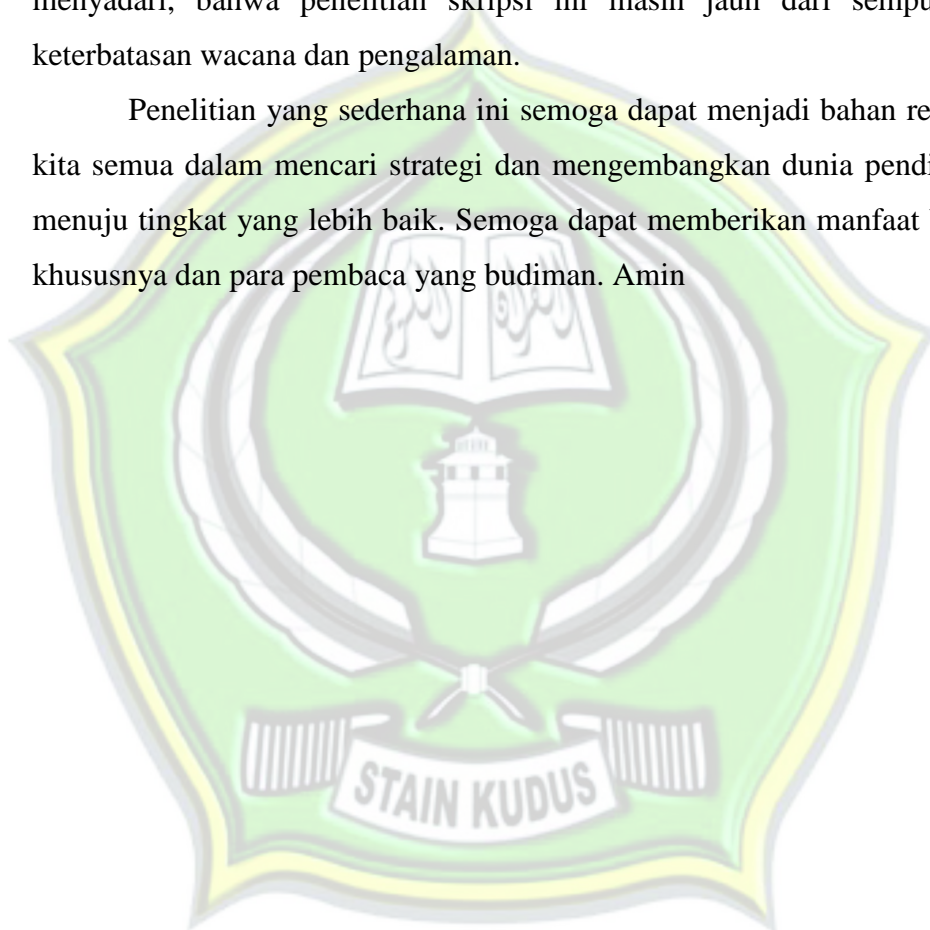 menyadari, bahwa penelitian skripsi ini masih jauh dari
keterbatasan wacana dan pengalaman.
Penelitian yang sederhana ini semoga dapat menjadi bahan
kita semua dalam mencari strategi dan mengembangkan dunia
menuju tingkat yang lebih baik. Semoga dapat memberikan manfaat
khususnya dan para pembaca yang budiman. Amin
STAIN KUDUS